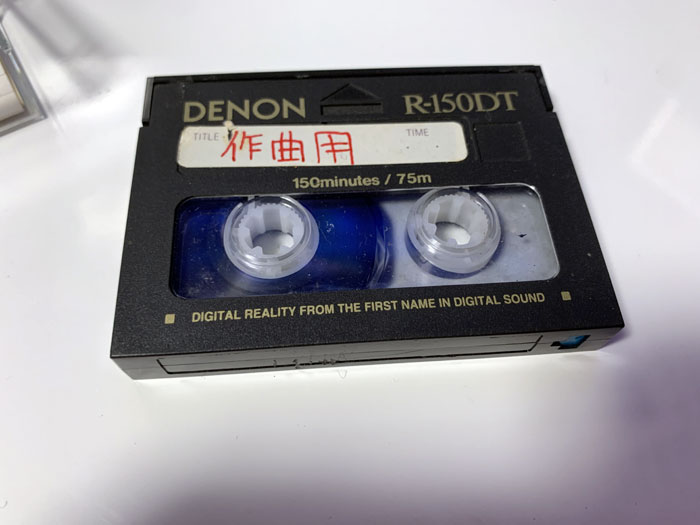 DENON R-150DT
TITLE 作曲用 TIME
150minutes / 75m
DIGITAL REALITY FROM THE FIRST NAME IN DIGITAL SOUND